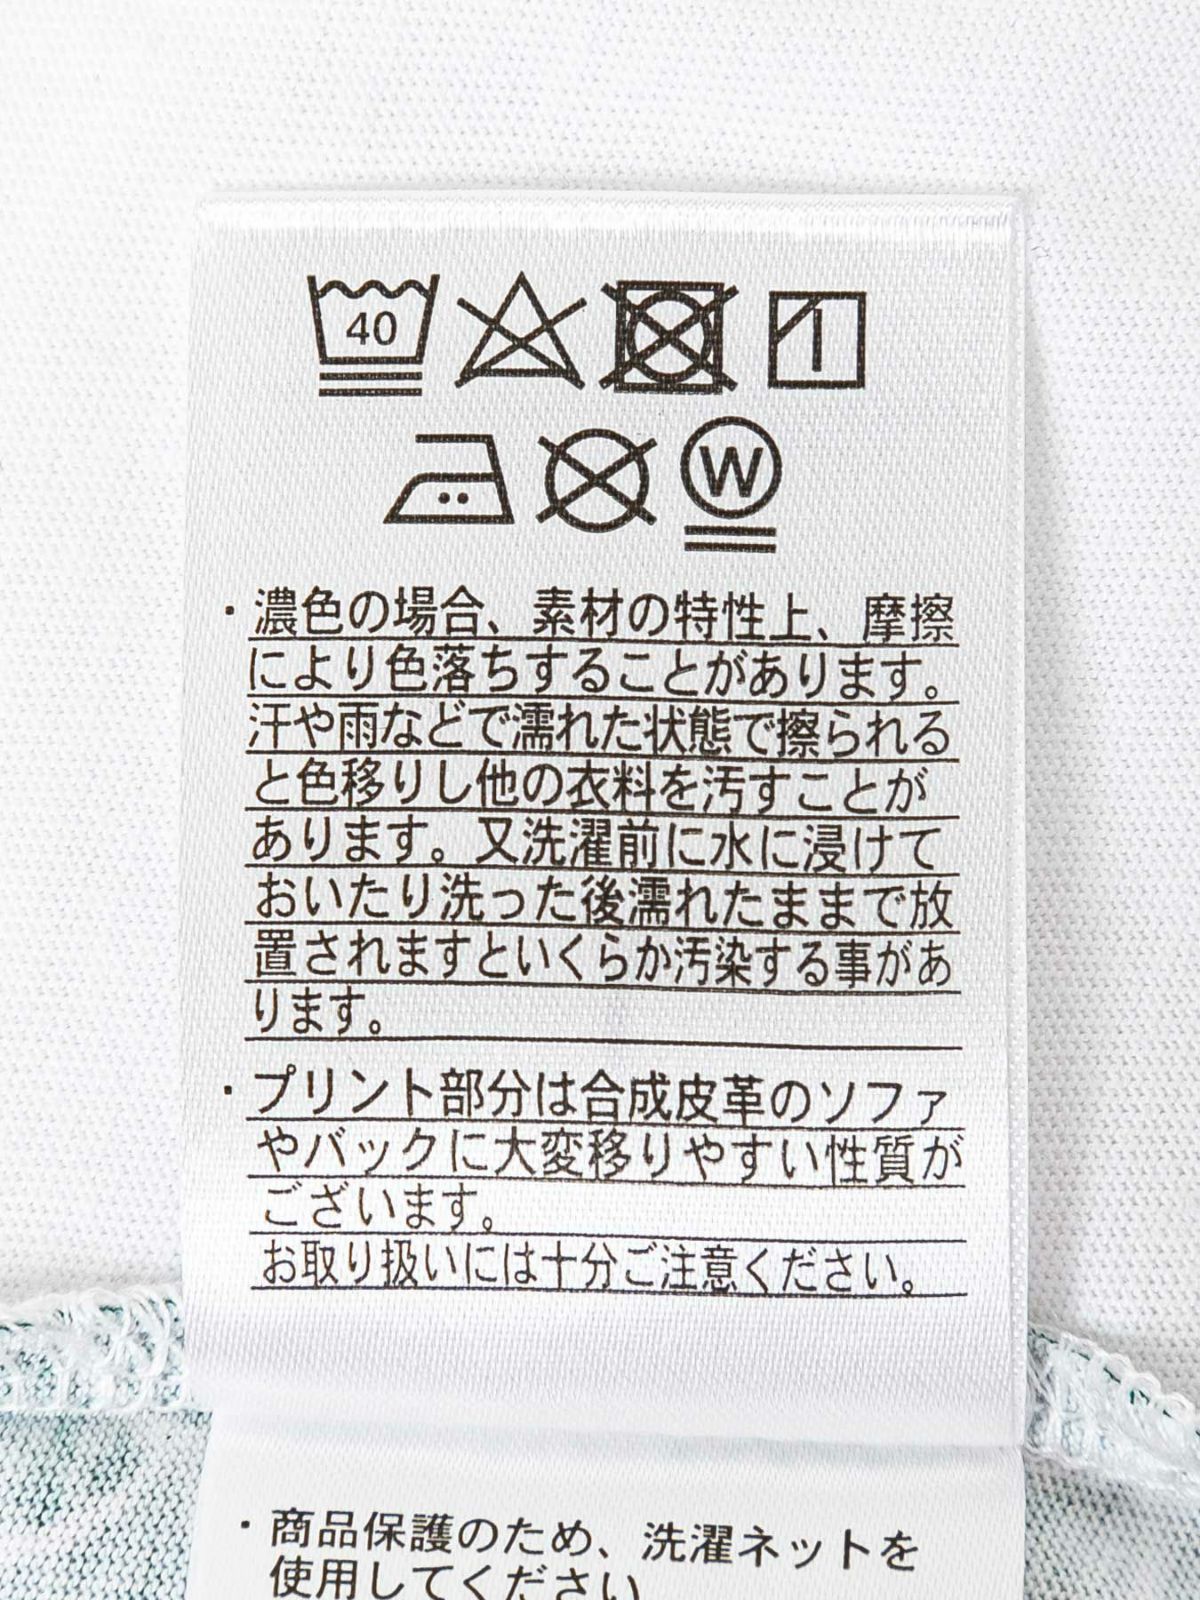 40
W
・濃色の場合、素材の特性上、摩擦
により色落ちすることがあります。
汗や雨などで濡れた状態で擦られる
と色移りし他の衣料を汚すことが
あります。又洗濯前に水に浸けて
おいたり洗った後濡れたままで放
置されますといくらか汚染する事があ
ります。
・プリント部分は合成皮革のソファ
やバックに大変移りやすい性質が
ございます。
お取り扱いには十分ご注意ください。
・商品保護のため、洗濯ネットを
使用してください